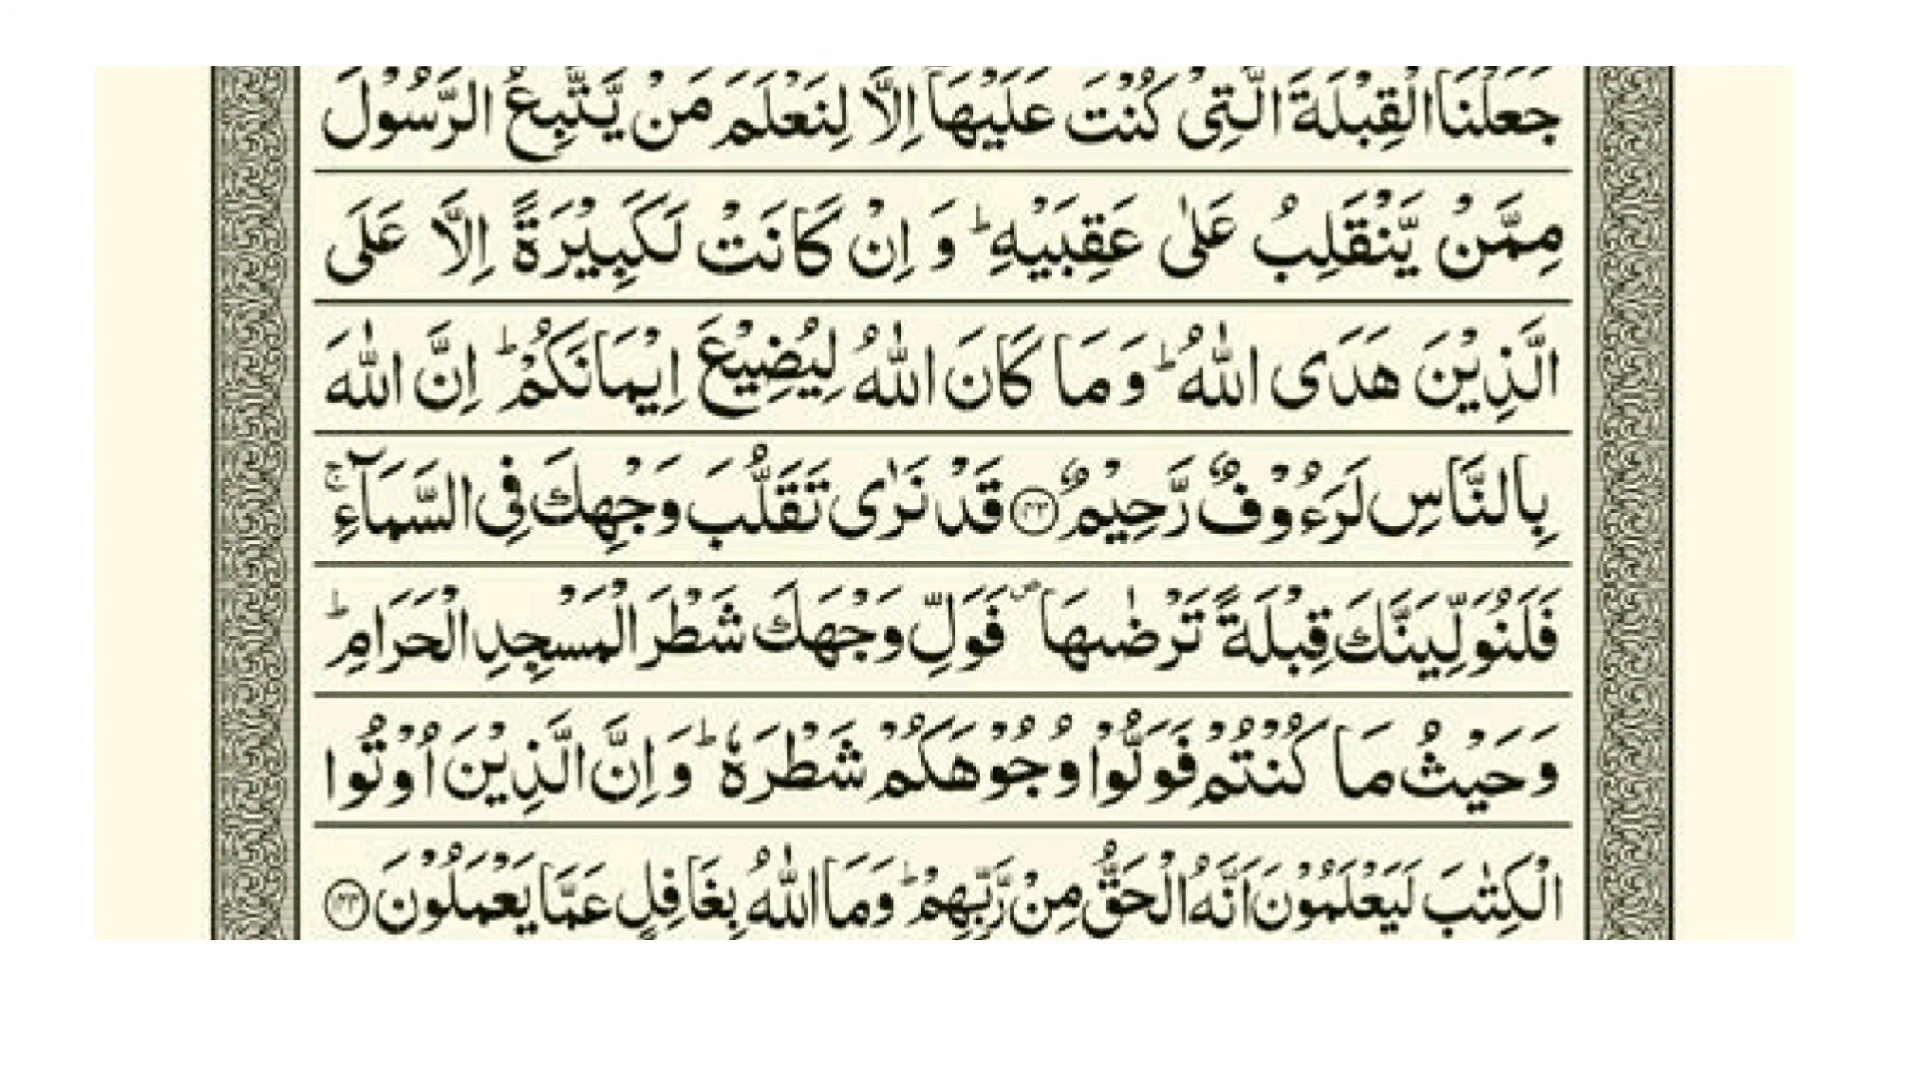 جَعَلْنَا الْقِبْلَةَ الَّتِیْ كُنْتَ عَلَیْهَاۤ اِلَّا لِنَعْلَمَ مَنْ یَّتَّبِعُ الرَّسُوْلَ
مِمَّنْ یَّنْقَلِبُ عَلٰى عَقِبَیْهِ ؕ وَ اِنْ كَانَتْ لَكَبِیْرَةً اِلَّا عَلَى
الَّذِیْنَ هَدَى اللّٰهُ ؕ وَ مَا كَانَ اللّٰهُ لِیُضِیْعَ اِیْمَانَكُمْ ؕ اِنَّ اللّٰهَ
بِالنَّاسِ لَرَءُوْفٌ رَّحِیْمٌ ﴿۱۴۳﴾ قَدْ نَرٰى تَقَلُّبَ وَجْهِكَ فِی السَّمَآءِ ۚ
فَلَنُوَلِّیَنَّكَ قِبْلَةً تَرْضٰىهَا ۪ فَوَلِّ وَجْهَكَ شَطْرَ الْمَسْجِدِ الْحَرَامِ ؕ
وَ حَیْثُ مَا كُنْتُمْ فَوَلُّوْا وُجُوْهَكُمْ شَطْرَهٗ ؕ وَ اِنَّ الَّذِیْنَ اُوْتُوا
الْكِتٰبَ لَیَعْلَمُوْنَ اَنَّهُ الْحَقُّ مِنْ رَّبِّهِمْ ؕ وَ مَا اللّٰهُ بِغَافِلٍ عَمَّا یَعْمَلُوْنَ ﴿۱۴۴﴾